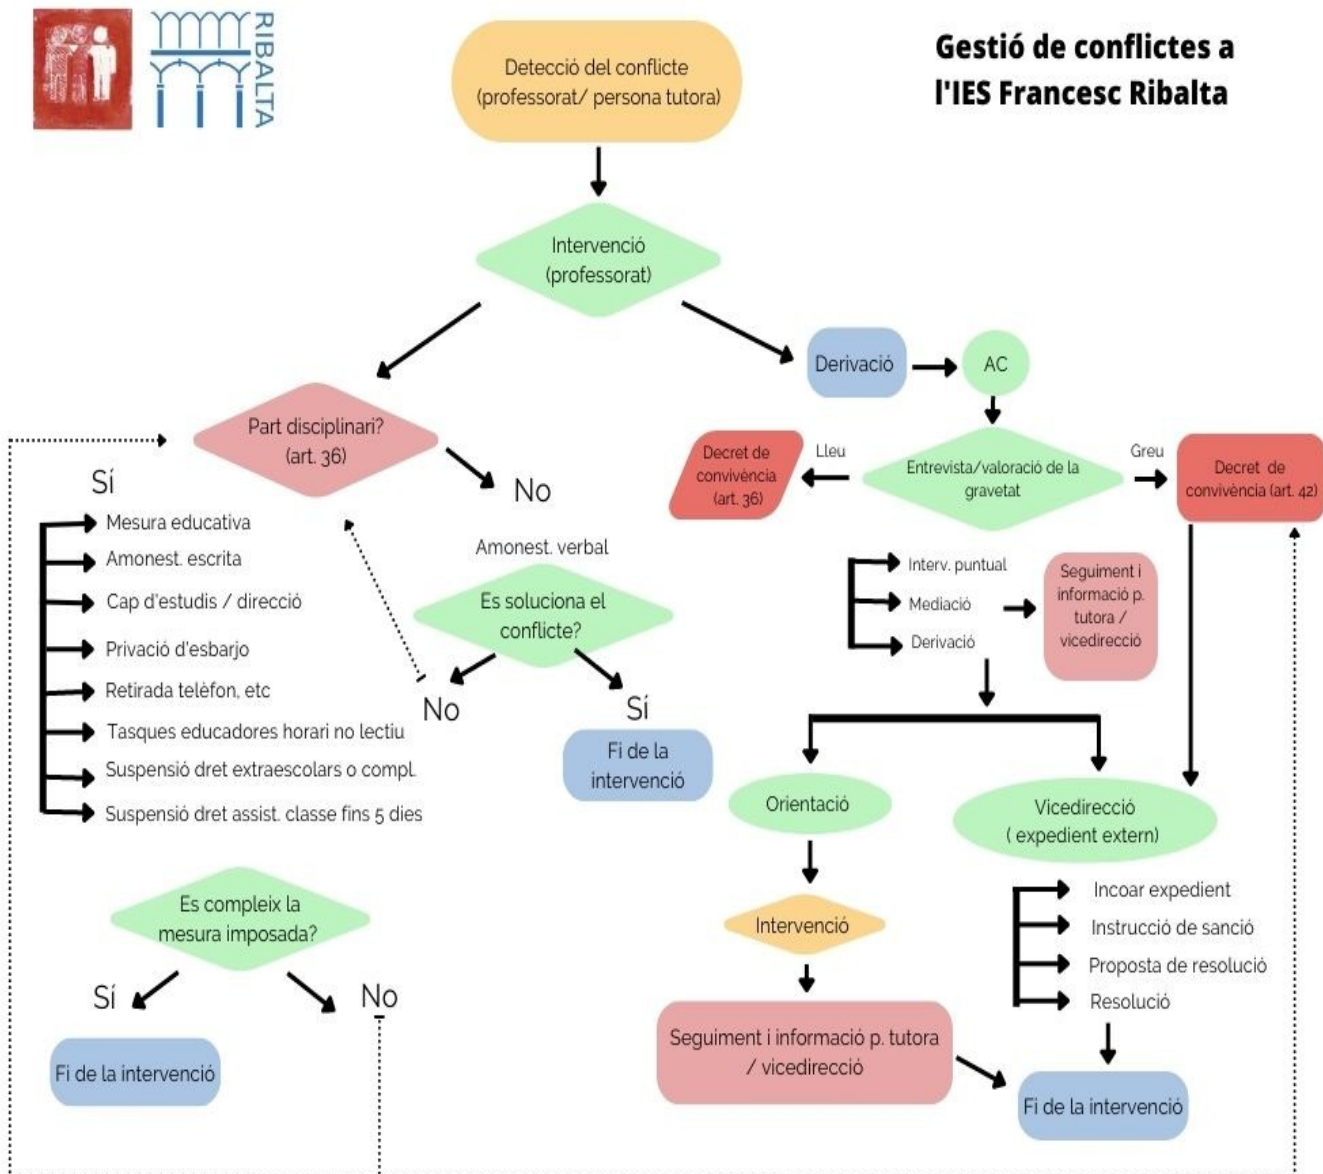 RIBALTA
Gestió de conflictes a
l'IES Francesc Ribalta
Detecció del conflicte
(professorat/ persona tutora)
Intervenció
(professorat)
Derivació
AC
Part disciplinari?
(art. 36)
Sí
No
Mesura educativa
Amonest. escrita
Cap d'estudis / direcció
Privació d'esbarjo
Retirada telèfon, etc
Tasques educadores horari no lectiu
Suspensió dret extraescolars o compl.
Suspensió dret assist. classe fins 5 dies
Amonest. verbal
Es soluciona el
conflicte?
No
Sí
Fi de la
intervenció
Es compleix la
mesura imposada?
Sí
No
Fi de la intervenció
Decret de
convivència
(art. 36)
Lleu
Entrevista/valoració de la
gravetat
Greu
Decret de
convivència (art. 42)
Interv. puntual
Mediació
Derivació
Seguiment i
informació p.
tutora /
vicedirecció
Orientació
Vicedirecció
( expedient extern)
Intervenció
Incoar expedient
Instrucció de sanció
Proposta de resolució
Resolució
Seguiment i informació p. tutora
/ vicedirecció
Fi de la intervenció